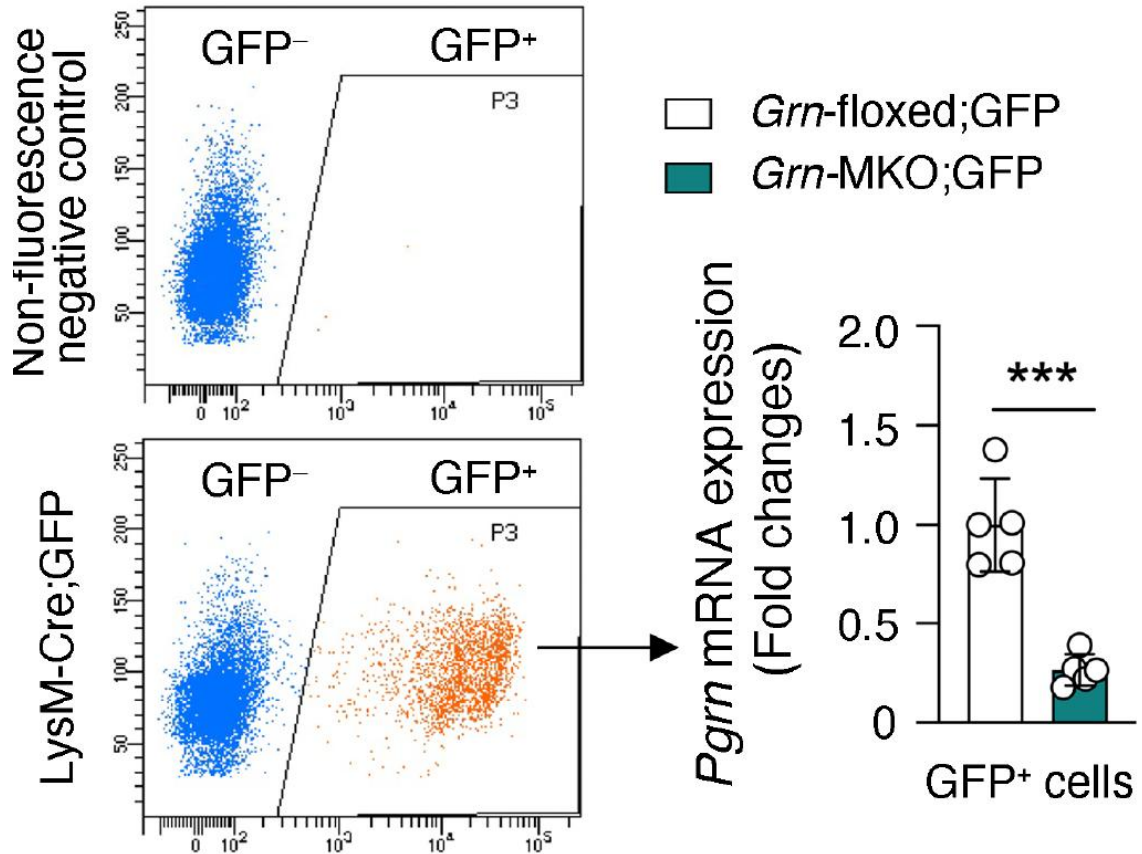 Non-fluorescence
negative control
250
200
150
100
50
GFP⁻
GFP⁺
P3
0
10²
10³
10⁴
10⁵
LysM-Cre;GFP
250
200
150
100
50
GFP⁻
GFP⁺
P3
0
10²
10³
10⁴
10⁵
Grn-floxed;GFP
Grn-MKO;GFP
Pgrn mRNA expression
(Fold changes)
2.0
1.5
1.0
0.5
0
***
GFP⁺ cells